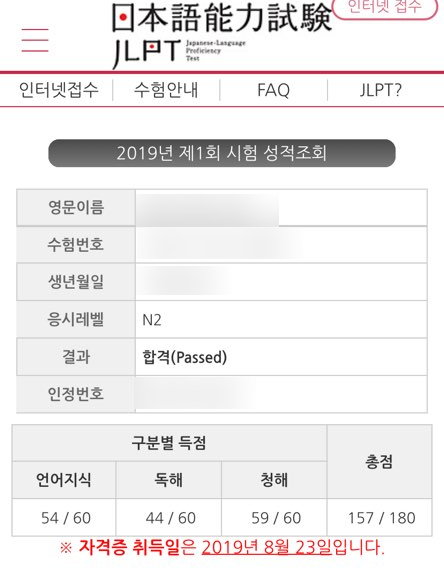 日本語能力試験
인터넷 접수
JLPT Japanese-Language
Proficiency
Test
인터넷접수 수험안내 FAQ JLPT?
2019년 제1회 시험 성적조회
영문이름
수험번호
생년월일
응시레벨 N2
결과 합격(Passed)
인정번호
구분별 득점 총점
언어지식 독해 청해
54 / 60 44 / 60 59 / 60 157 / 180
※ 자격증 취득일은 2019년 8월 23일입니다.